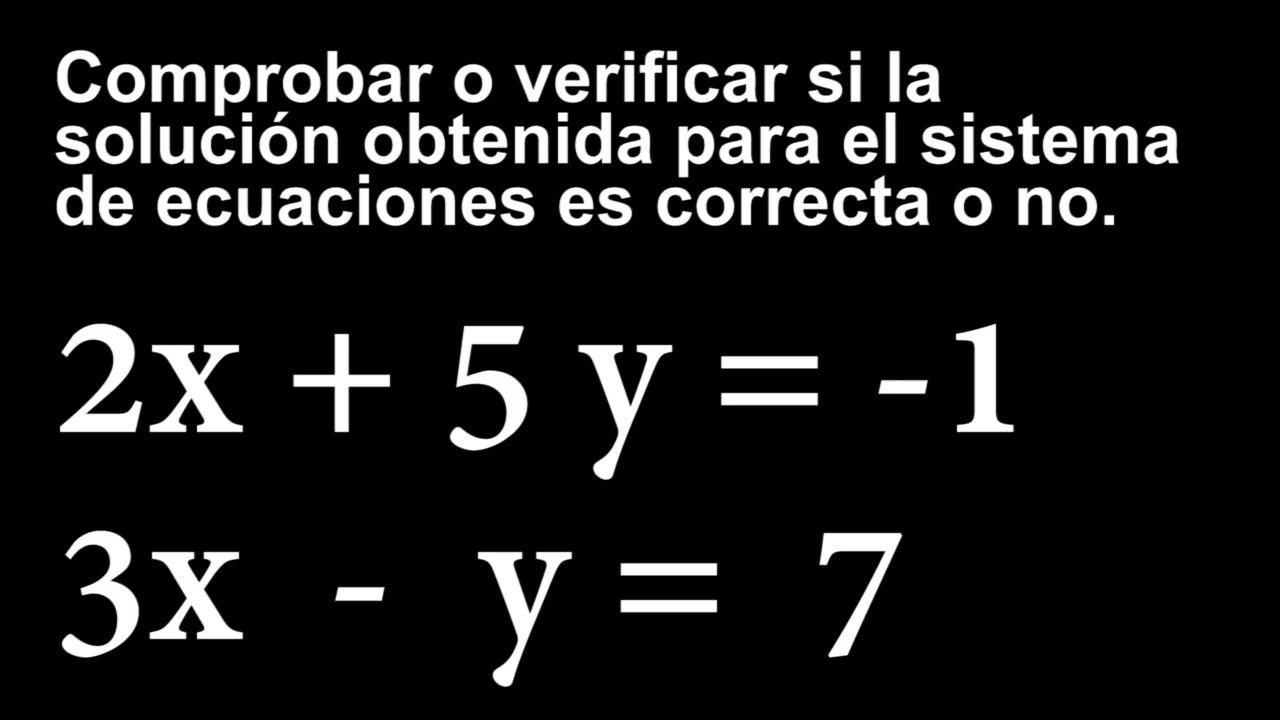 Comprobar o verificar si la
solución obtenida para el sistema
de ecuaciones es correcta o no.
2x + 5 y = -1
3x - y = 7